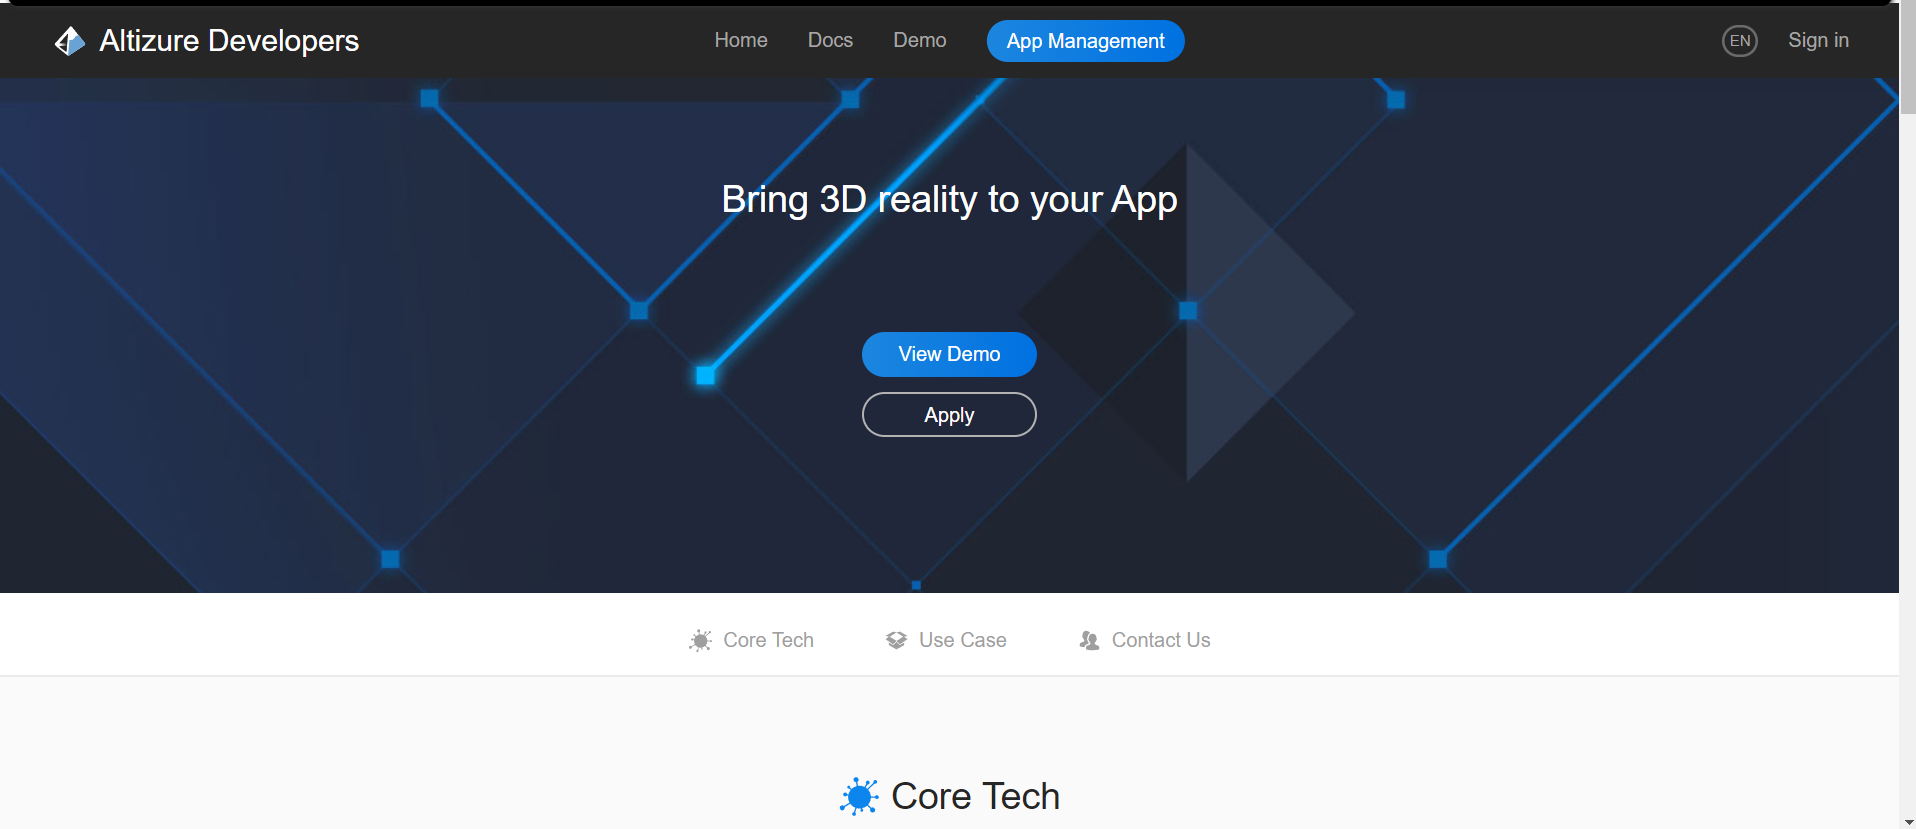 Altizure Developers
Home Docs Demo App Management EN Sign in
Bring 3D reality to your App
View Demo
Apply
Core Tech Use Case Contact Us
Core Tech